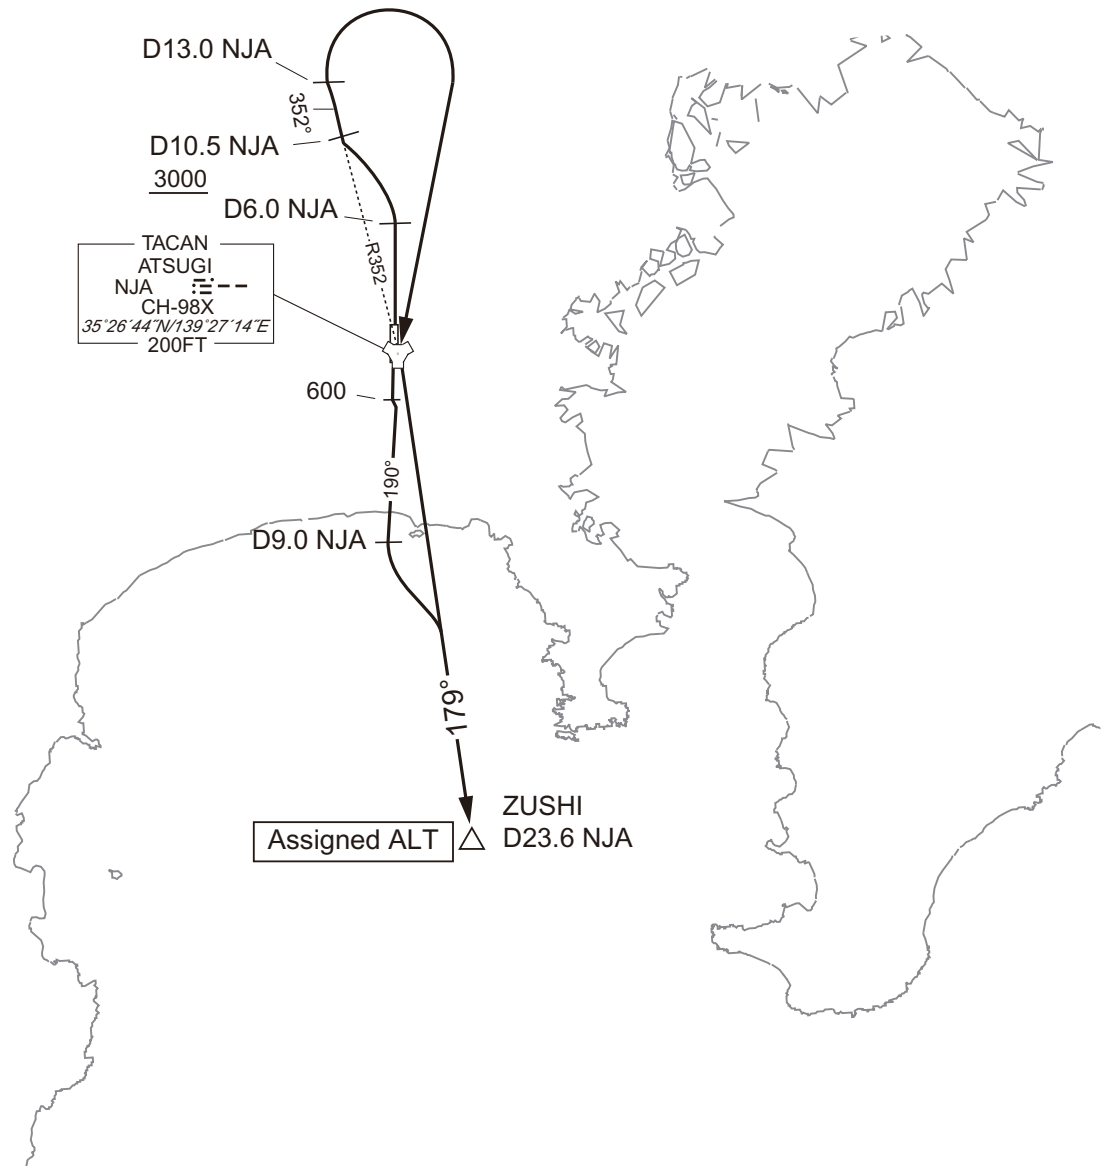 D13.0 NJA
352°
D10.5 NJA
3000
D6.0 NJA
R352
TACAN
ATSUGI
NJA
CH-98X
35°26´44˝N/139°27´14˝E
200FT
600
190°
D9.0 NJA
179°
ZUSHI
Assigned ALT
D23.6 NJA